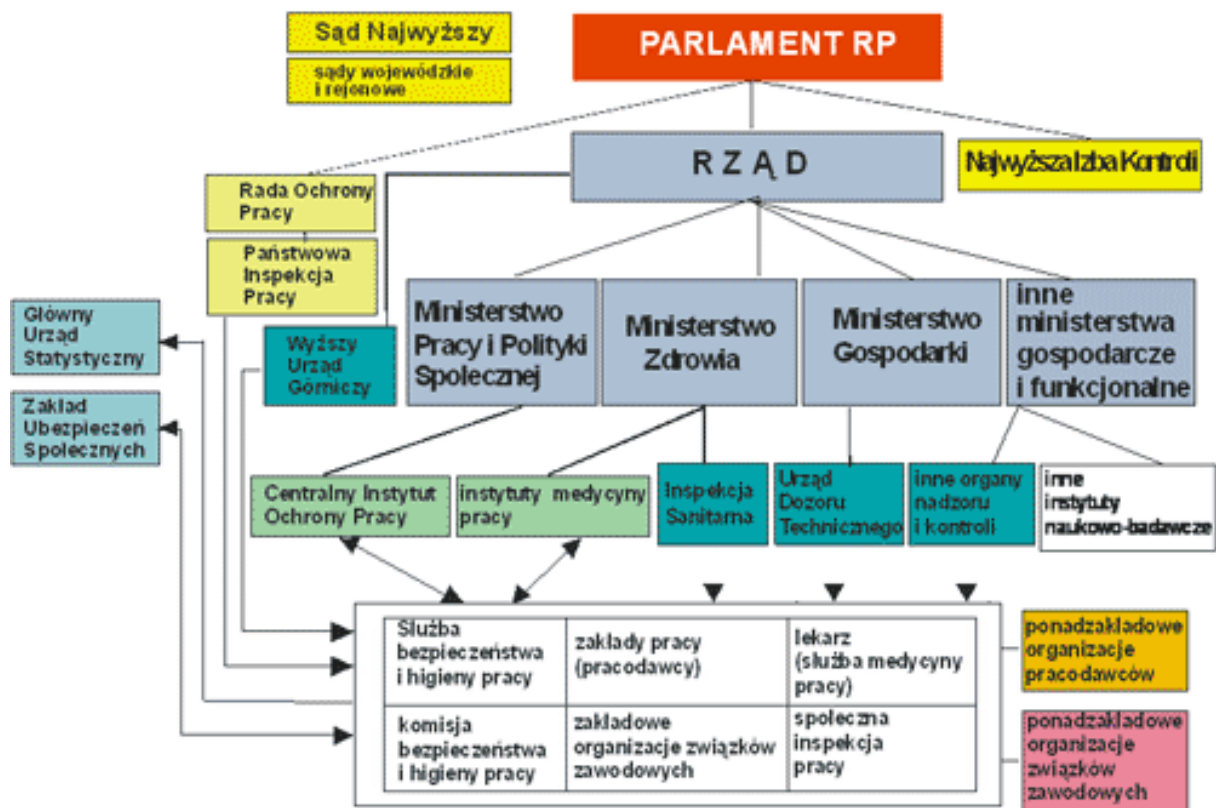 Sąd Najwyższy
sądy wojewódzkie
i rejonowe
PARLAMENT RP
RZĄD
Najwyższa Izba Kontroli
Rada Ochrony
Pracy
Państwowa
Inspekcja
Pracy
Główny
Urząd
Statystyczny
Zakład
Ubezpieczeń
Społecznych
Wyższy
Urząd
Górniczy
Ministerstwo
Pracy i Polityki
Społecznej
Ministerstwo
Zdrowia
Ministerstwo
Gospodarki
inne
ministerstwa
gospodarcze
i funkcjonalne
Centralny Instytut
Ochrony Pracy
instytuty medycyny
pracy
Inspekcja
Sanitarna
Urząd
Dozoru
Technicznego
inne organy
nadzoru
i kontroli
inne
instytuty
naukowo-badawcze
Służba
bezpieczeństwa
i higieny pracy
zakłady pracy
(pracodawcy)
lekarz
(służba medycyny
pracy)
komisja
bezpieczeństwa
i higieny pracy
zakładowe
organizacje związków
zawodowych
społeczna
inspekcja
pracy
ponadzakładowe
organizacje
pracodawców
ponadzakładowe
organizacje
związków
zawodowych